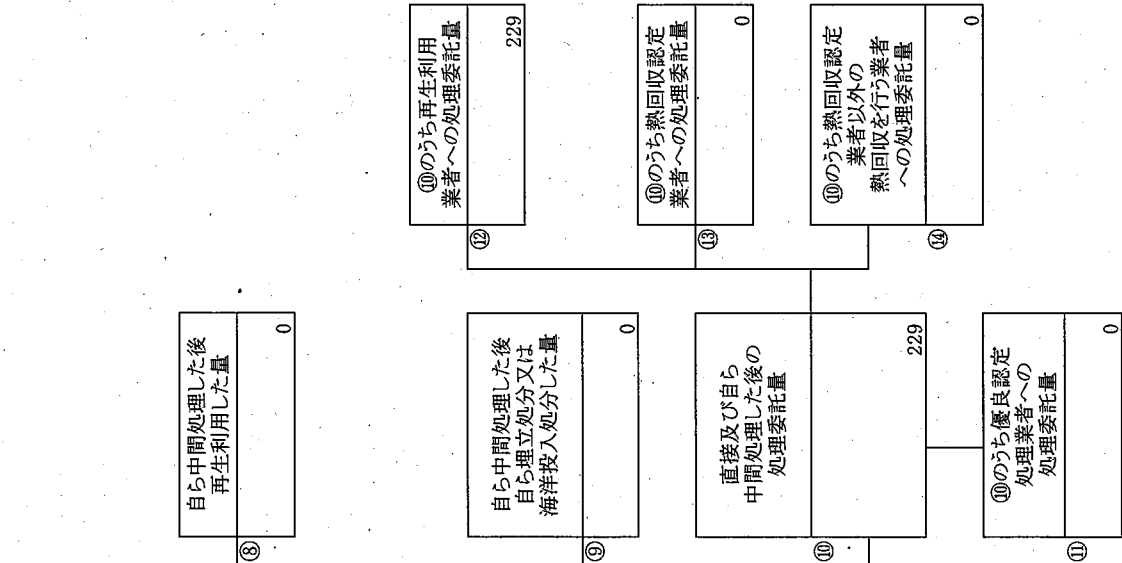 ⑧
自ら中間処理した後
再生利用した量
0
⑨
自ら中間処理した後
自ら埋立処分又は
海洋投入処分した量
0
⑩
直接及び自ら
中間処理した後の
処理委託量
229
⑪
⑩のうち優良認定
処理業者への
処理委託量
0
⑫
⑩のうち再生利用
業者への処理委託量
229
⑬
⑩のうち熱回収認定
業者への処理委託量
0
⑭
⑩のうち熱回収認定
業者以外の
熱回収を行う業者
への処理委託量
0